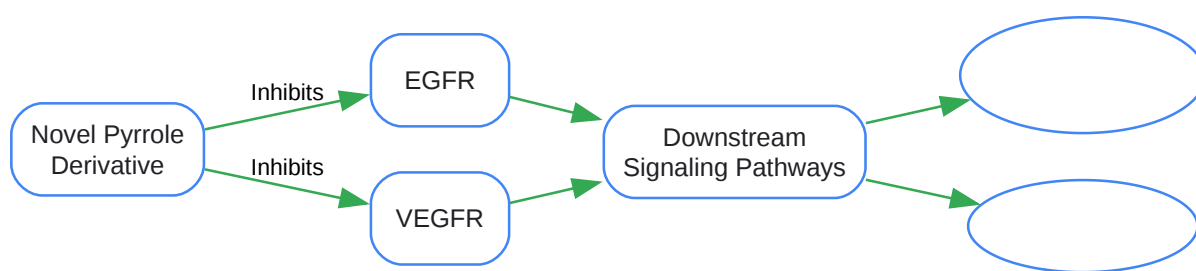 Novel Pyrrole
Derivative
Inhibits
Inhibits
EGFR
VEGFR
Downstream
Signaling Pathways